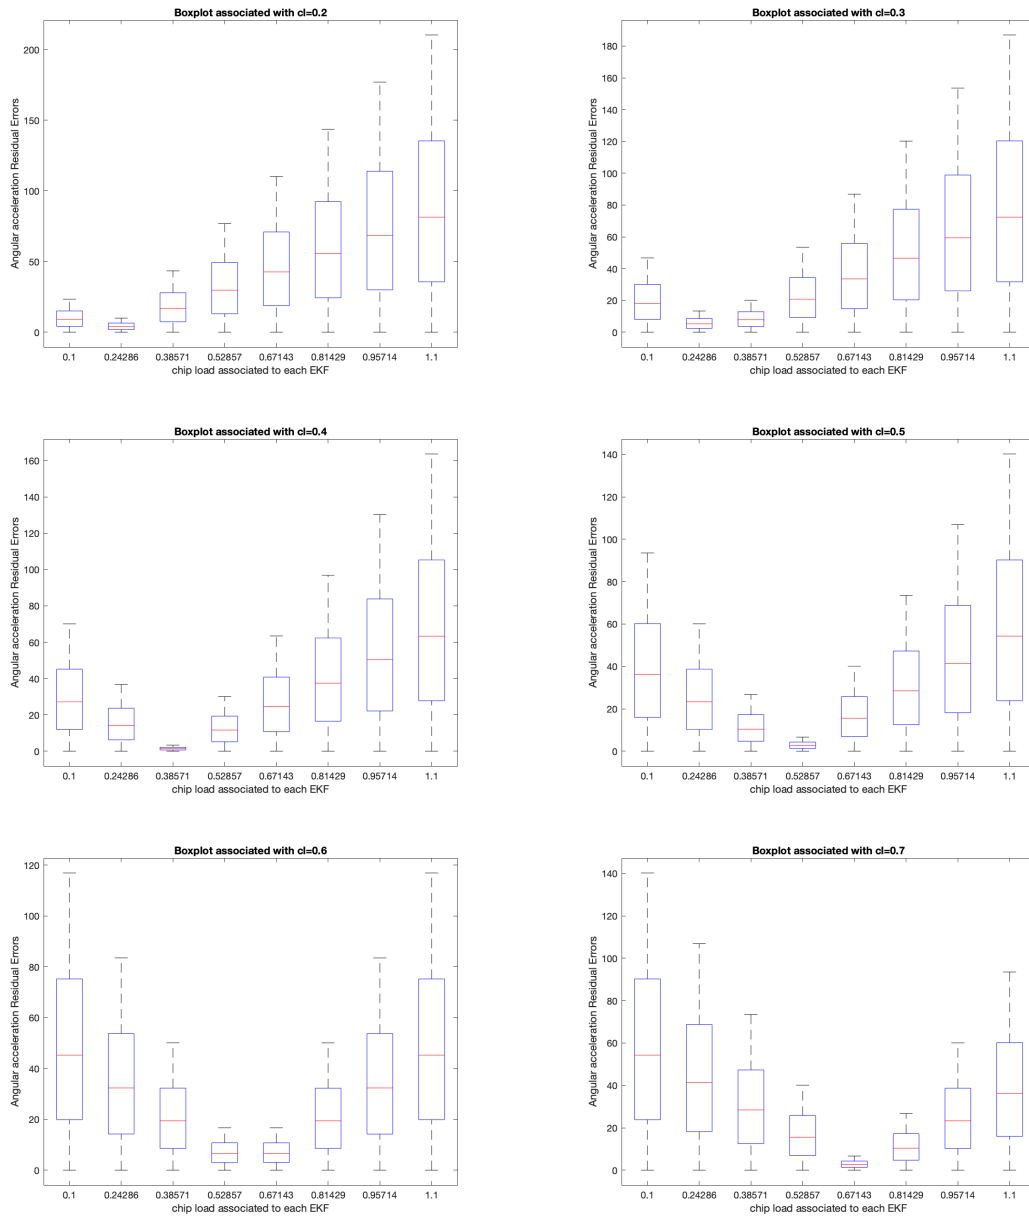 Boxplot associated with cl=0.2
Angular acceleration Residual Errors
200
150
100
50
0
0.1 0.24286 0.38571 0.52857 0.67143 0.81429 0.95714 1.1
chip load associated to each EKF
Boxplot associated with cl=0.3
Angular acceleration Residual Errors
180
160
140
120
100
80
60
40
20
0
0.1 0.24286 0.38571 0.52857 0.67143 0.81429 0.95714 1.1
chip load associated to each EKF
Boxplot associated with cl=0.4
Angular acceleration Residual Errors
160
140
120
100
80
60
40
20
0
0.1 0.24286 0.38571 0.52857 0.67143 0.81429 0.95714 1.1
chip load associated to each EKF
Boxplot associated with cl=0.5
Angular acceleration Residual Errors
140
120
100
80
60
40
20
0
0.1 0.24286 0.38571 0.52857 0.67143 0.81429 0.95714 1.1
chip load associated to each EKF
Boxplot associated with cl=0.6
Angular acceleration Residual Errors
120
100
80
60
40
20
0
0.1 0.24286 0.38571 0.52857 0.67143 0.81429 0.95714 1.1
chip load associated to each EKF
Boxplot associated with cl=0.7
Angular acceleration Residual Errors
140
120
100
80
60
40
20
0
0.1 0.24286 0.38571 0.52857 0.67143 0.81429 0.95714 1.1
chip load associated to each EKF